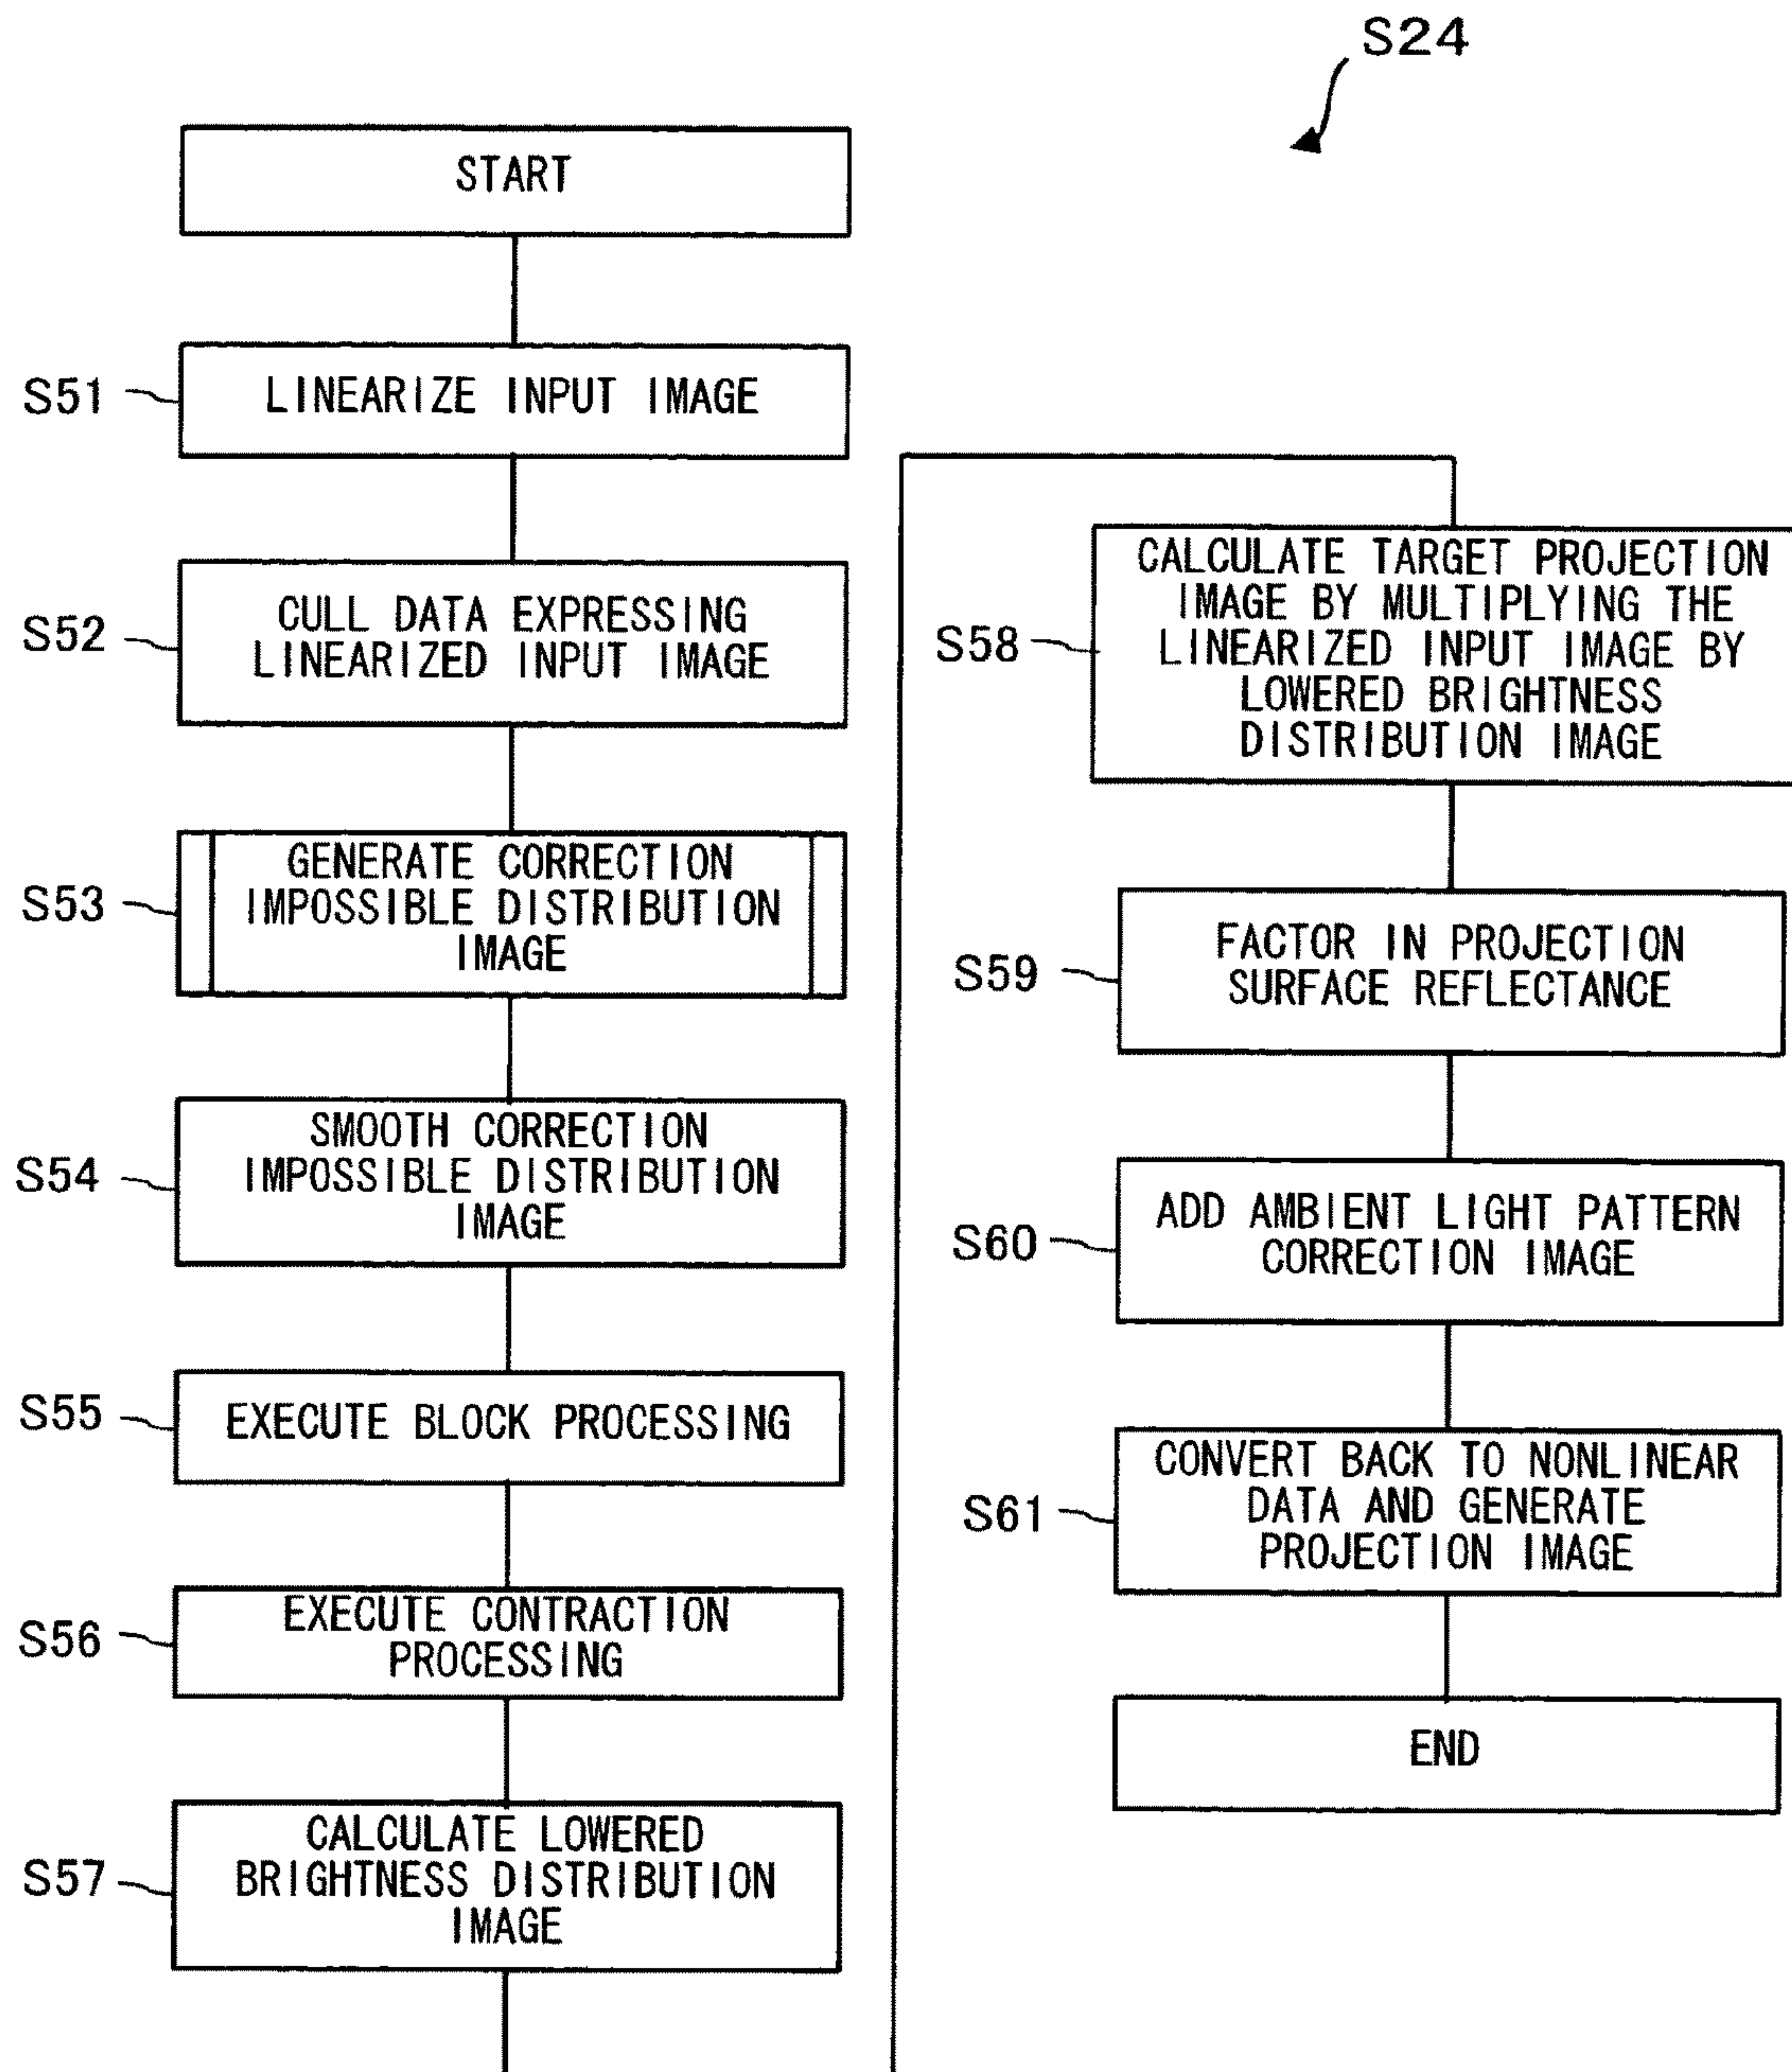 S24
START
S51
LINEARIZE INPUT IMAGE
S52
CULL DATA EXPRESSING
LINEARIZED INPUT IMAGE
S53
GENERATE CORRECTION
IMPOSSIBLE DISTRIBUTION
IMAGE
S54
SMOOTH CORRECTION
IMPOSSIBLE DISTRIBUTION
IMAGE
S55
EXECUTE BLOCK PROCESSING
S56
EXECUTE CONTRACTION
PROCESSING
S57
CALCULATE LOWERED
BRIGHTNESS DISTRIBUTION
IMAGE
S58
CALCULATE TARGET PROJECTION
IMAGE BY MULTIPLYING THE
LINEARIZED INPUT IMAGE BY
LOWERED BRIGHTNESS
DISTRIBUTION IMAGE
S59
FACTOR IN PROJECTION
SURFACE REFLECTANCE
S60
ADD AMBIENT LIGHT PATTERN
CORRECTION IMAGE
S61
CONVERT BACK TO NONLINEAR
DATA AND GENERATE
PROJECTION IMAGE
END